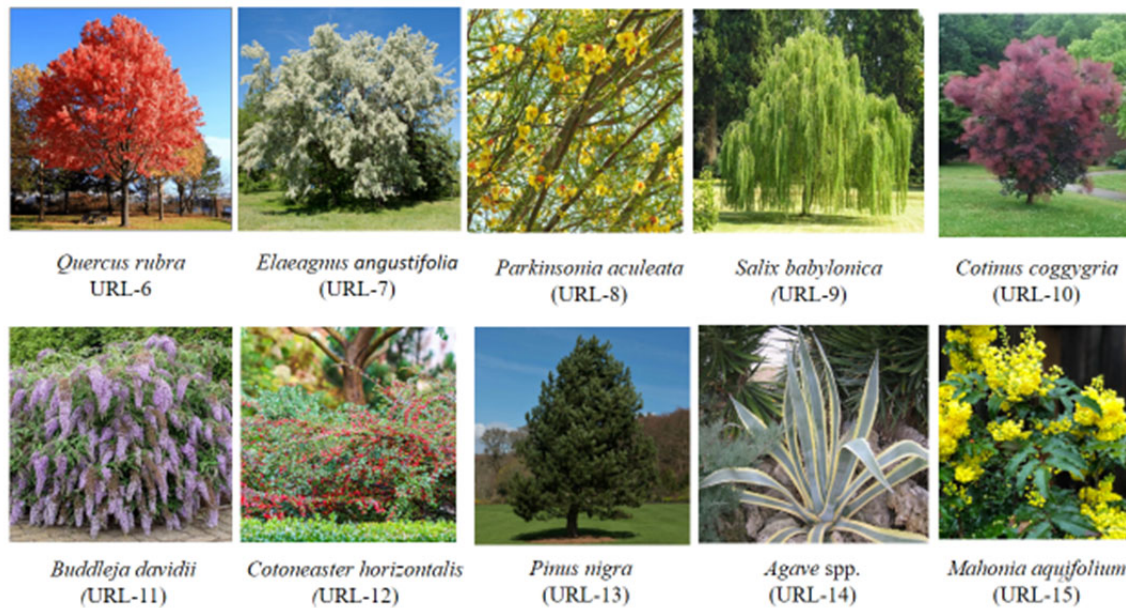 Quercus rubra
URL-6
Elaeagnus angustifolia
(URL-7)
Parkinsonia aculeata
(URL-8)
Salix babylonica
(URL-9)
Cotinus coggygria
(URL-10)
Buddleja davidii
(URL-11)
Cotoneaster horizontalis
(URL-12)
Pinus nigra
(URL-13)
Agave spp.
(URL-14)
Mahonia aquifolium
(URL-15)